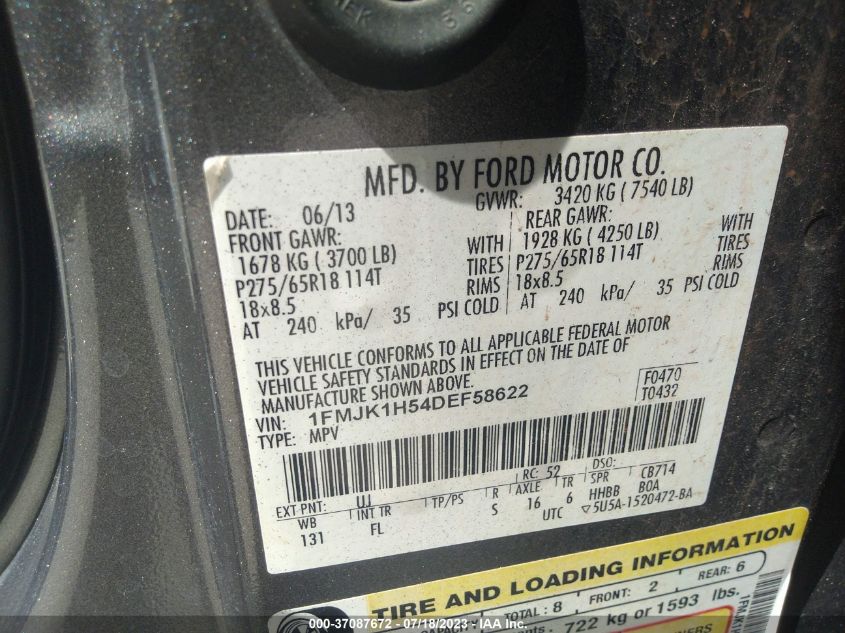 MFD. BY FORD MOTOR CO.
DATE: 06/13
GVWR: 3420 KG ( 7540 LB)
FRONT GAWR:
1678 KG ( 3700 LB) WITH
P275/65R18 114T TIRES
18x8.5 RIMS
AT 240 kPa/ 35 PSI COLD
REAR GAWR:
1928 KG ( 4250 LB) WITH
P275/65R18 114T TIRES
18x8.5 RIMS
AT 240 kPa/ 35 PSI COLD
THIS VEHICLE CONFORMS TO ALL APPLICABLE FEDERAL MOTOR
VEHICLE SAFETY STANDARDS IN EFFECT ON THE DATE OF
MANUFACTURE SHOWN ABOVE.
VIN: 1FMJK1H54DEF58622
TYPE: MPV
F0470
T0432
EXT PNT: UJ RC: 52 DSO:
WB INT TR TP/PS R AXLE TR SPR CB714
131 FL S 16 6 HHBB BOA
UTC 5U5A-1520472-BA
TIRE AND LOADING INFORMATION
TOTAL: 8 FRONT: 2 REAR: 6
722 kg or 1593 lbs.
000-37087672 - 07/18/2023 - IAA Inc.